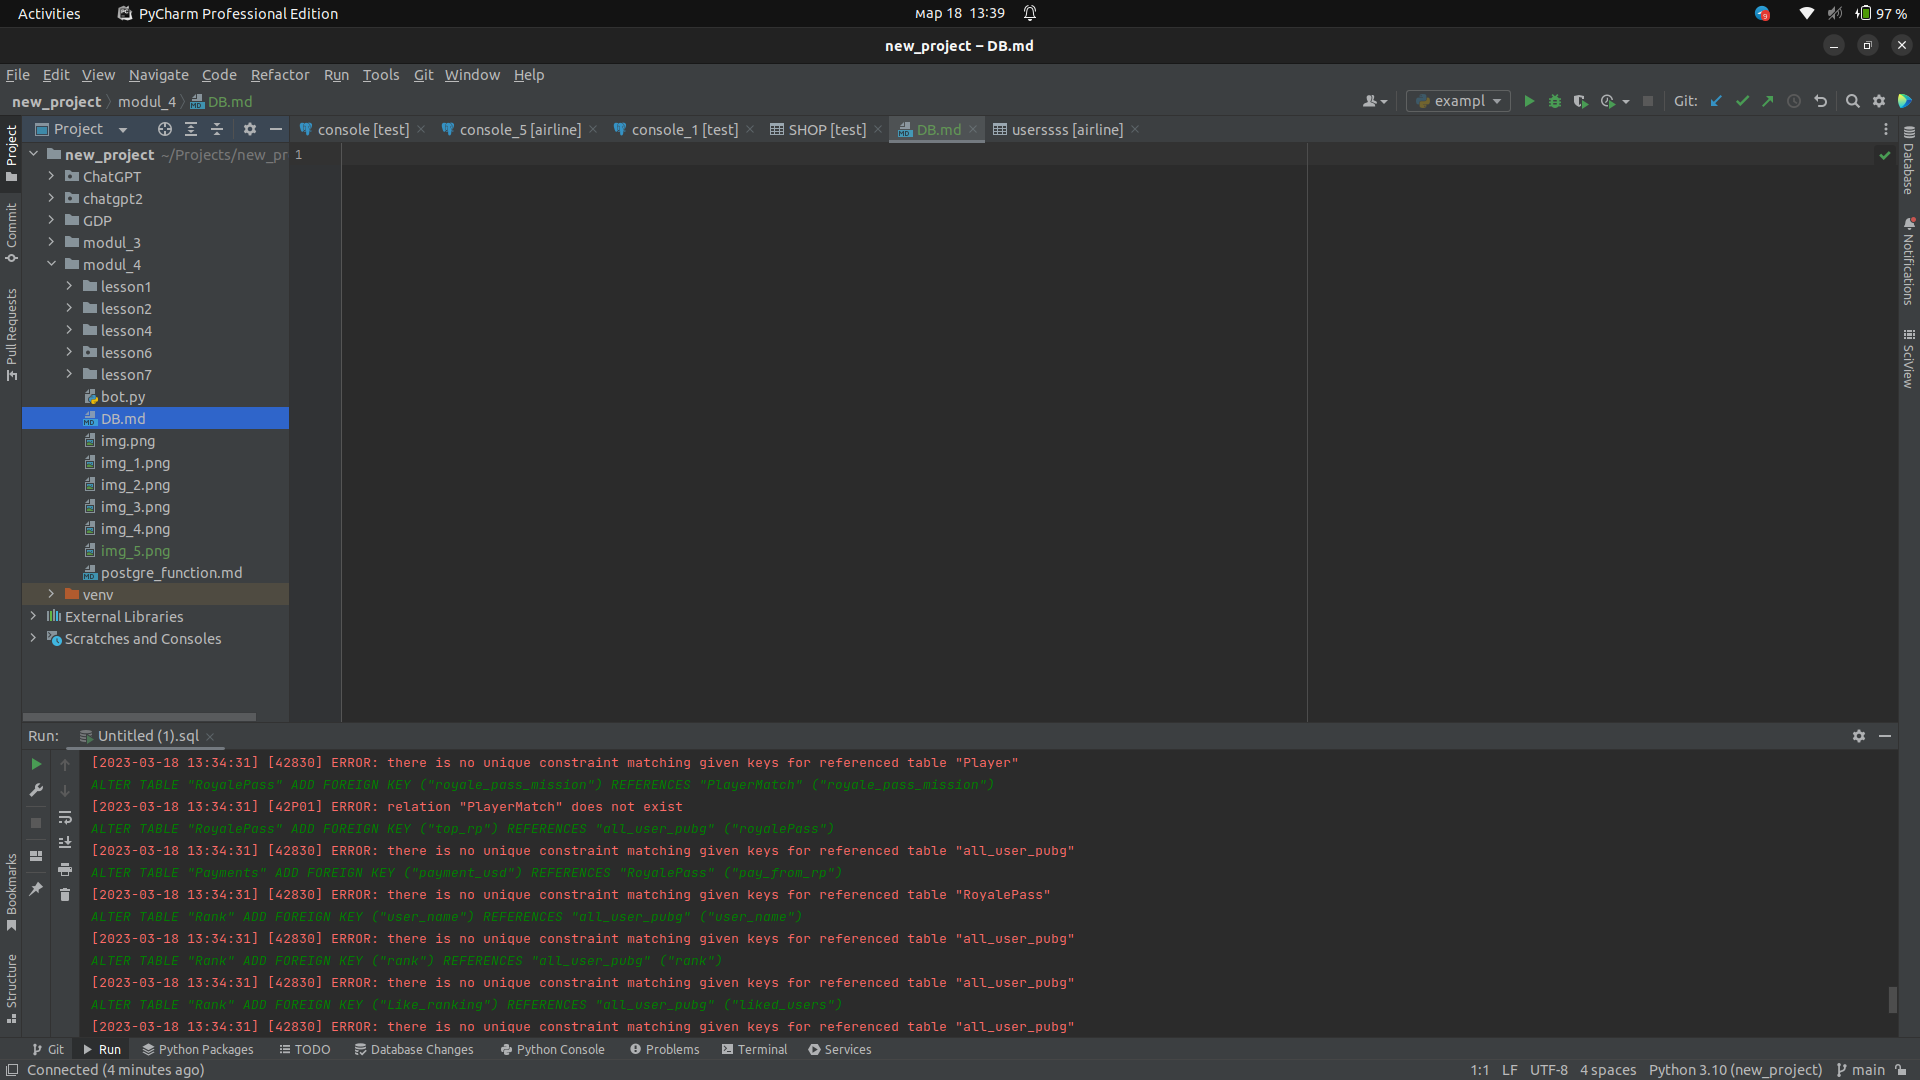 Activities
PyCharm Professional Edition
мар 18 13:39
97 %
new_project – DB.md
File Edit View Navigate Code Refactor Run Tools Git Window Help
new_project modul_4 DB.md
exampl
Git:
Project
console [test]
console_5 [airline]
console_1 [test]
SHOP [test]
DB.md
userssss [airline]
Project
Commit
Pull Requests
Bookmarks
Structure
Database
Notifications
SciView
new_project ~/Projects/new_pr
ChatGPT
chatgpt2
GDP
modul_3
modul_4
lesson1
lesson2
lesson4
lesson6
lesson7
bot.py
DB.md
img.png
img_1.png
img_2.png
img_3.png
img_4.png
img_5.png
postgre_function.md
venv
External Libraries
Scratches and Consoles
1
Run: Untitled (1).sql
[2023-03-18 13:34:31] [42830] ERROR: there is no unique constraint matching given keys for referenced table "Player"
ALTER TABLE "RoyalePass" ADD FOREIGN KEY ("royale_pass_mission") REFERENCES "PlayerMatch" ("royale_pass_mission")
[2023-03-18 13:34:31] [42P01] ERROR: relation "PlayerMatch" does not exist
ALTER TABLE "RoyalePass" ADD FOREIGN KEY ("top_rp") REFERENCES "all_user_pubg" ("royalePass")
[2023-03-18 13:34:31] [42830] ERROR: there is no unique constraint matching given keys for referenced table "all_user_pubg"
ALTER TABLE "Payments" ADD FOREIGN KEY ("payment_usd") REFERENCES "RoyalePass" ("pay_from_rp")
[2023-03-18 13:34:31] [42830] ERROR: there is no unique constraint matching given keys for referenced table "RoyalePass"
ALTER TABLE "Rank" ADD FOREIGN KEY ("user_name") REFERENCES "all_user_pubg" ("user_name")
[2023-03-18 13:34:31] [42830] ERROR: there is no unique constraint matching given keys for referenced table "all_user_pubg"
ALTER TABLE "Rank" ADD FOREIGN KEY ("rank") REFERENCES "all_user_pubg" ("rank")
[2023-03-18 13:34:31] [42830] ERROR: there is no unique constraint matching given keys for referenced table "all_user_pubg"
ALTER TABLE "Rank" ADD FOREIGN KEY ("Like_ranking") REFERENCES "all_user_pubg" ("liked_users")
[2023-03-18 13:34:31] [42830] ERROR: there is no unique constraint matching given keys for referenced table "all_user_pubg"
Git Run Python Packages TODO Database Changes Python Console Problems Terminal Services
Connected (4 minutes ago)
1:1 LF UTF-8 4 spaces Python 3.10 (new_project) main